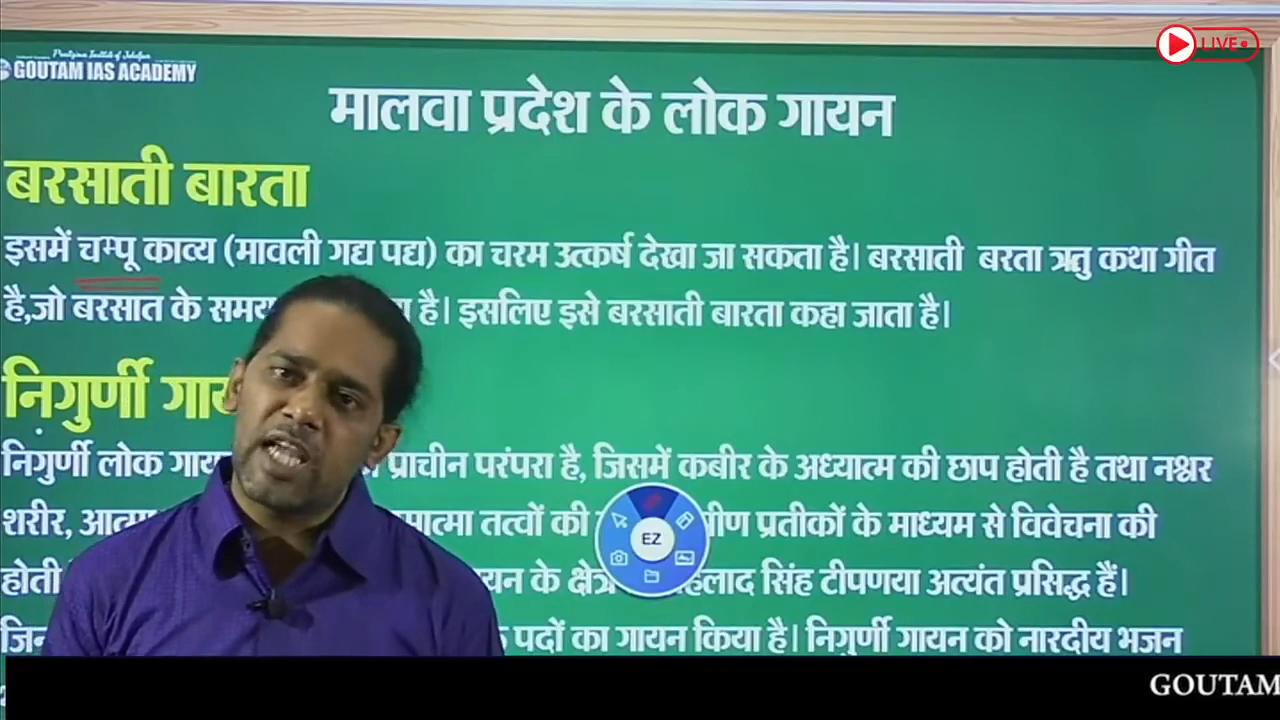 LIVE
GOUTAM IAS ACADEMY
मालवा प्रदेश के लोक गायन
बरसाती बारता
इसमें चम्पू काव्य (मावली गद्य पद्य) का चरम उत्कर्ष देखा जा सकता है। बरसाती बरता ऋतु कथा गीत
है,जो बरसात के समय है। इसलिए इसे बरसाती बारता कहा जाता है।
निगुर्णी
निगुर्णी लोक प्राचीन परंपरा है, जिसमें कबीर के अध्यात्म की छाप होती है तथा नश्वर
शरीर, तत्वों की प्रतीकों के माध्यम से विवेचना की
होती के सिंह टीपणया अत्यंत प्रसिद्ध हैं।
EZ
पदों का गायन किया है। निगुर्णी गायन को नारदीय भजन
GOUTAM